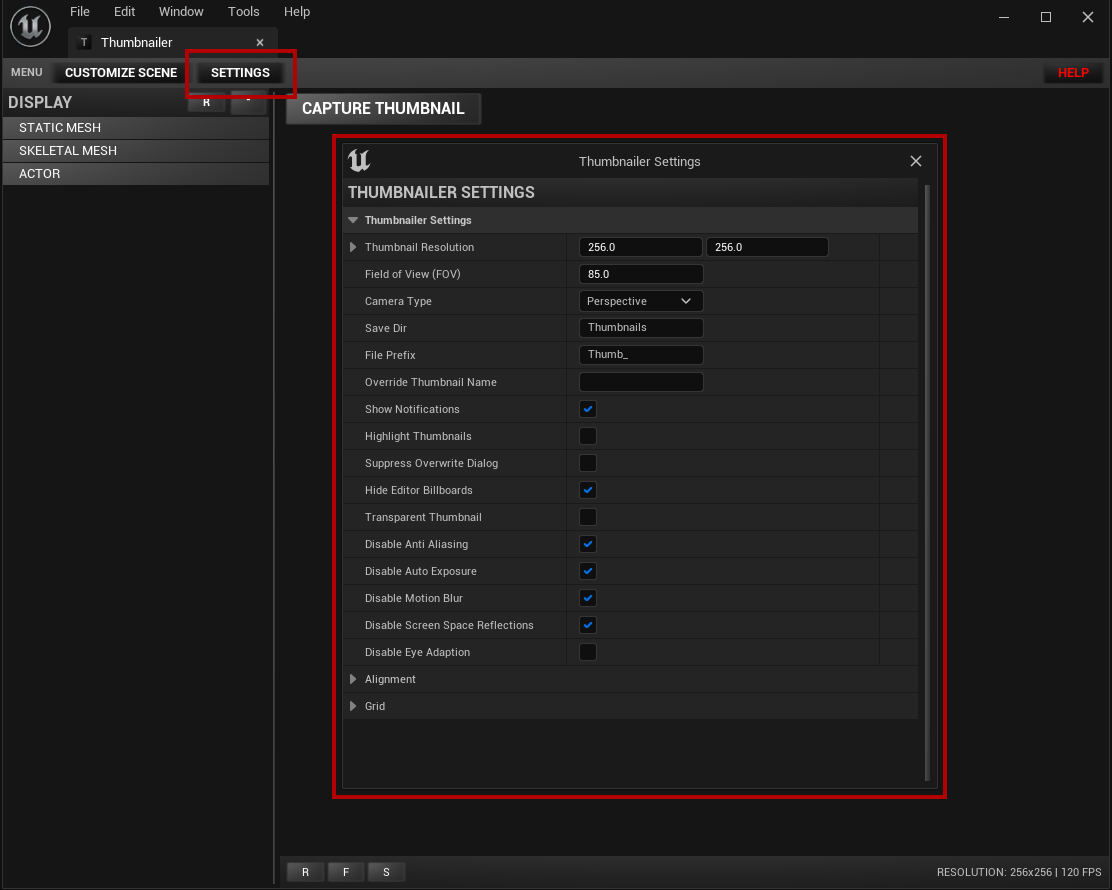 File Edit Window Tools Help
T Thumbnailer
MENU CUSTOMIZE SCENE SETTINGS HELP
DISPLAY R -
CAPTURE THUMBNAIL
STATIC MESH
SKELETAL MESH
ACTOR
Thumbnailer Settings
THUMBNAILER SETTINGS
Thumbnailer Settings
Thumbnail Resolution 256.0 256.0
Field of View (FOV) 85.0
Camera Type Perspective
Save Dir Thumbnails
File Prefix Thumb_
Override Thumbnail Name
Show Notifications
Highlight Thumbnails
Suppress Overwrite Dialog
Hide Editor Billboards
Transparent Thumbnail
Disable Anti Aliasing
Disable Auto Exposure
Disable Motion Blur
Disable Screen Space Reflections
Disable Eye Adaption
Alignment
Grid
R F S RESOLUTION: 256x256 | 120 FPS